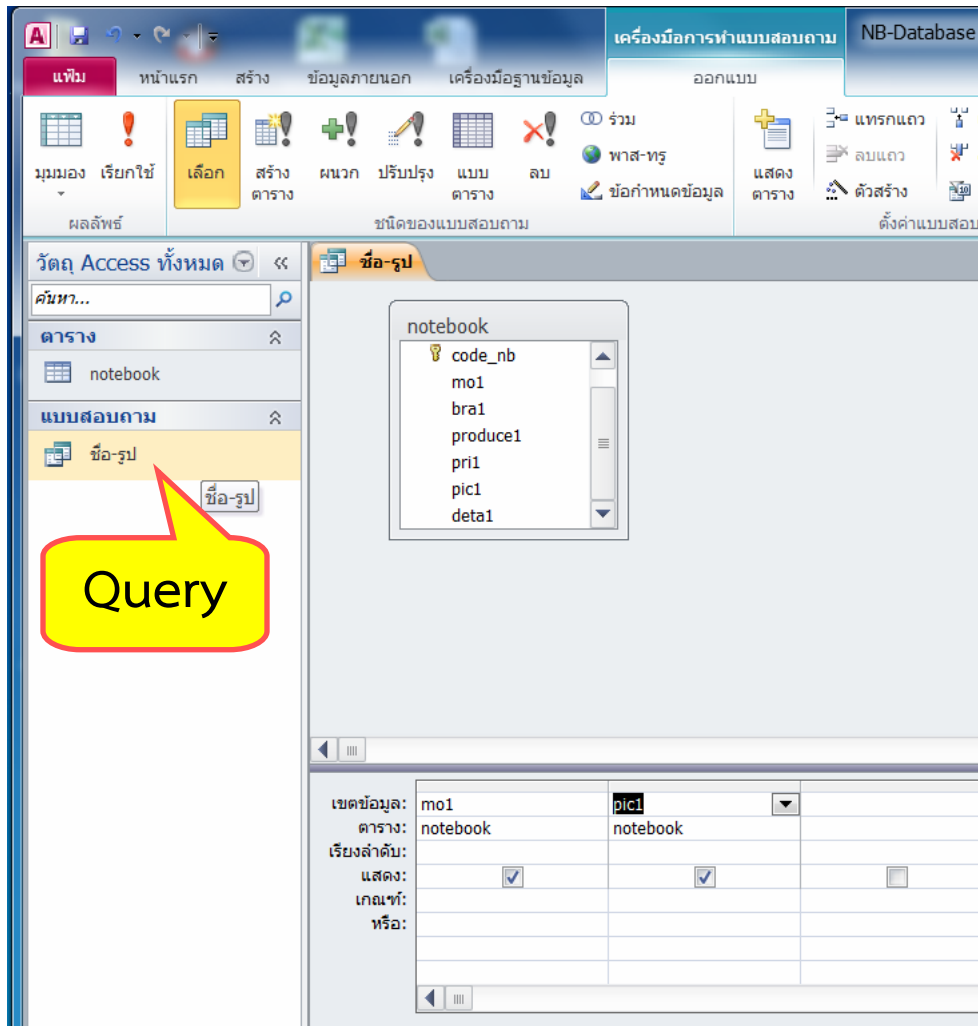 A
เครื่องมือการทำแบบสอบถาม
NB-Database
แฟ้ม
หน้าแรก
สร้าง
ข้อมูลภายนอก
เครื่องมือฐานข้อมูล
ออกแบบ
มุมมอง
เรียกใช้
เลือก
สร้าง
ตาราง
ผนวก
ปรับปรุง
แบบ
ตาราง
ลบ
ร่วม
พาส-ทรู
ข้อกำหนดข้อมูล
แสดง
ตาราง
แทรกแถว
ลบแถว
ตัวสร้าง
ผลลัพธ์
ชนิดของแบบสอบถาม
ตั้งค่าแบบสอบ
วัตถุ Access ทั้งหมด
ค้นหา...
ตาราง
notebook
แบบสอบถาม
ชื่อ-รูป
ชื่อ-รูป
Query
ชื่อ-รูป
notebook
code_nb
mo1
bra1
produce1
pri1
pic1
deta1
เขตข้อมูล: mo1 pic1
ตาราง: notebook notebook
เรียงลำดับ:
แสดง:
เกณฑ์:
หรือ: